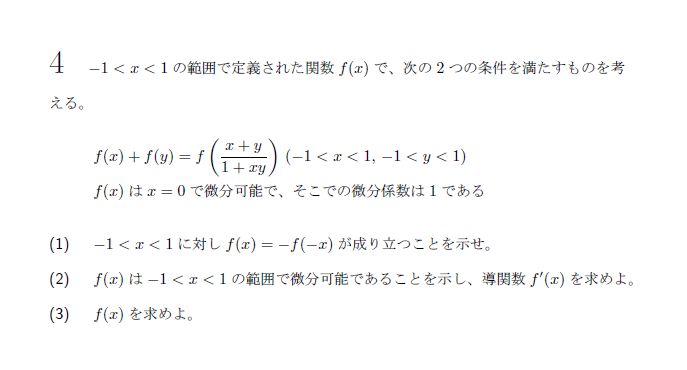 4 −1 < x < 1 の範囲で定義された関数 f(x) で、次の 2 つの条件を満たすものを考
える。
f(x) + f(y) = f((x + y)/(1 + xy)) (−1 < x < 1, −1 < y < 1)
f(x) は x = 0 で微分可能で、そこでの微分係数は 1 である
(1) −1 < x < 1 に対し f(x) = −f(−x) が成り立つことを示せ。
(2) f(x) は −1 < x < 1 の範囲で微分可能であることを示し、導関数 f′(x) を求めよ。
(3) f(x) を求めよ。